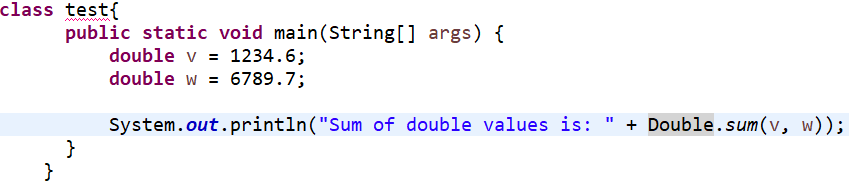 class test{
public static void main(String[] args) {
double v = 1234.6;
double w = 6789.7;
System.out.println("Sum of double values is: " + Double.sum(v, w));
}
}